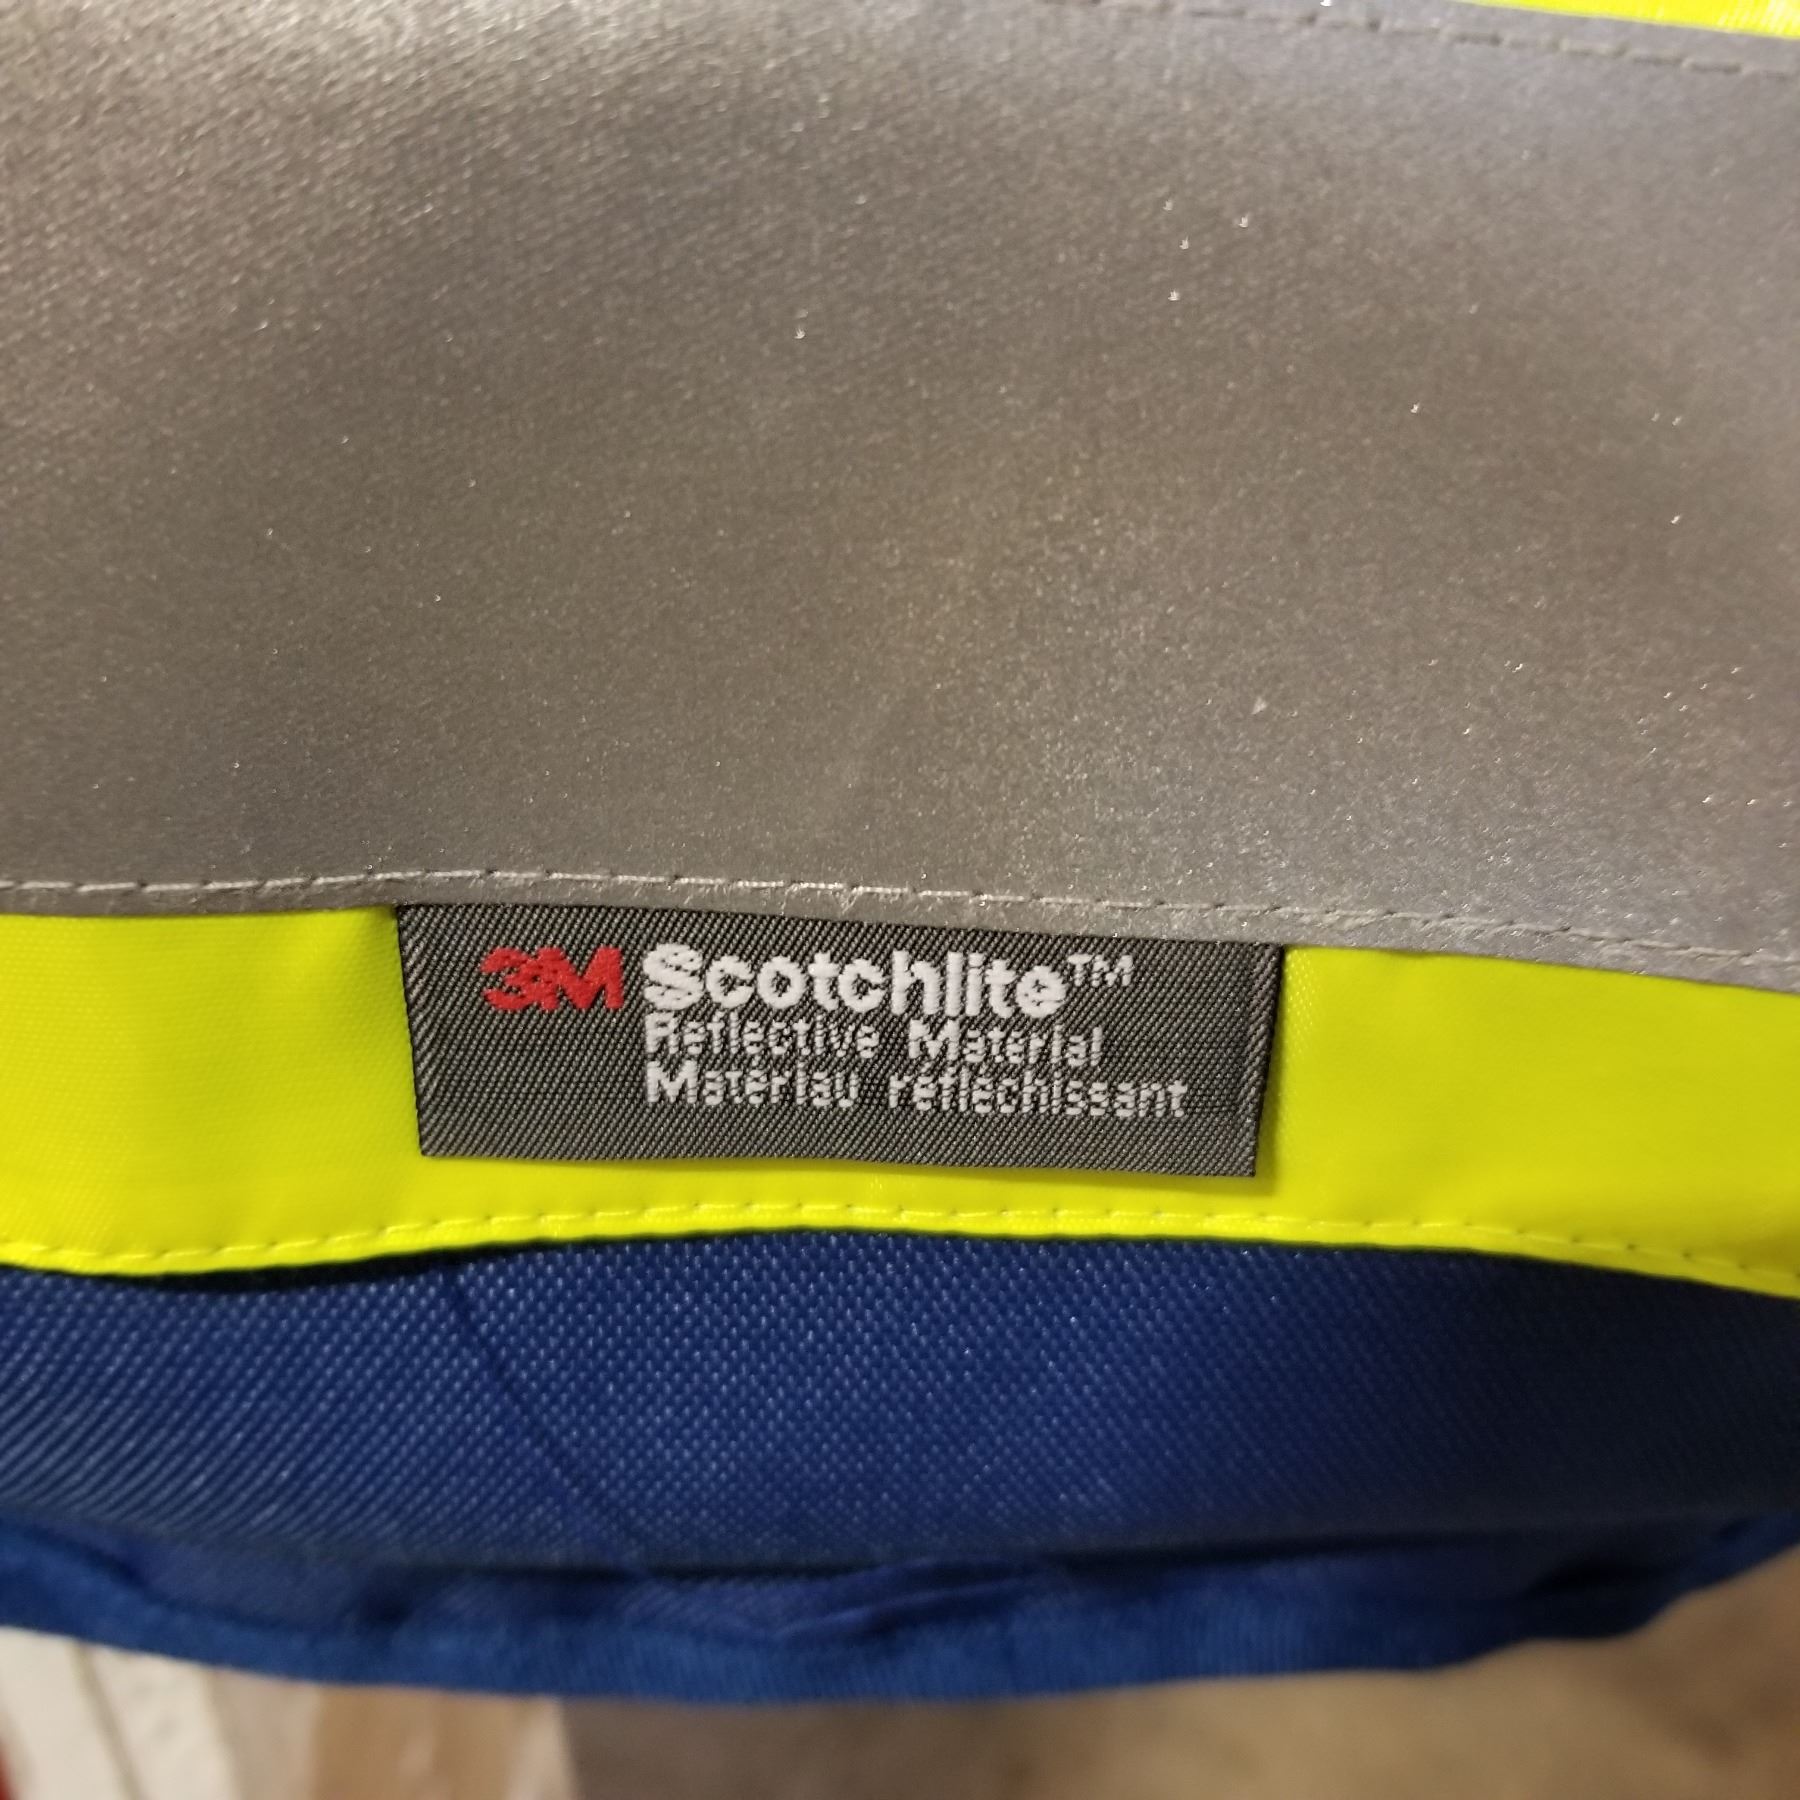 3M Scotchlite™
Reflective Material
Matériau réfléchissant